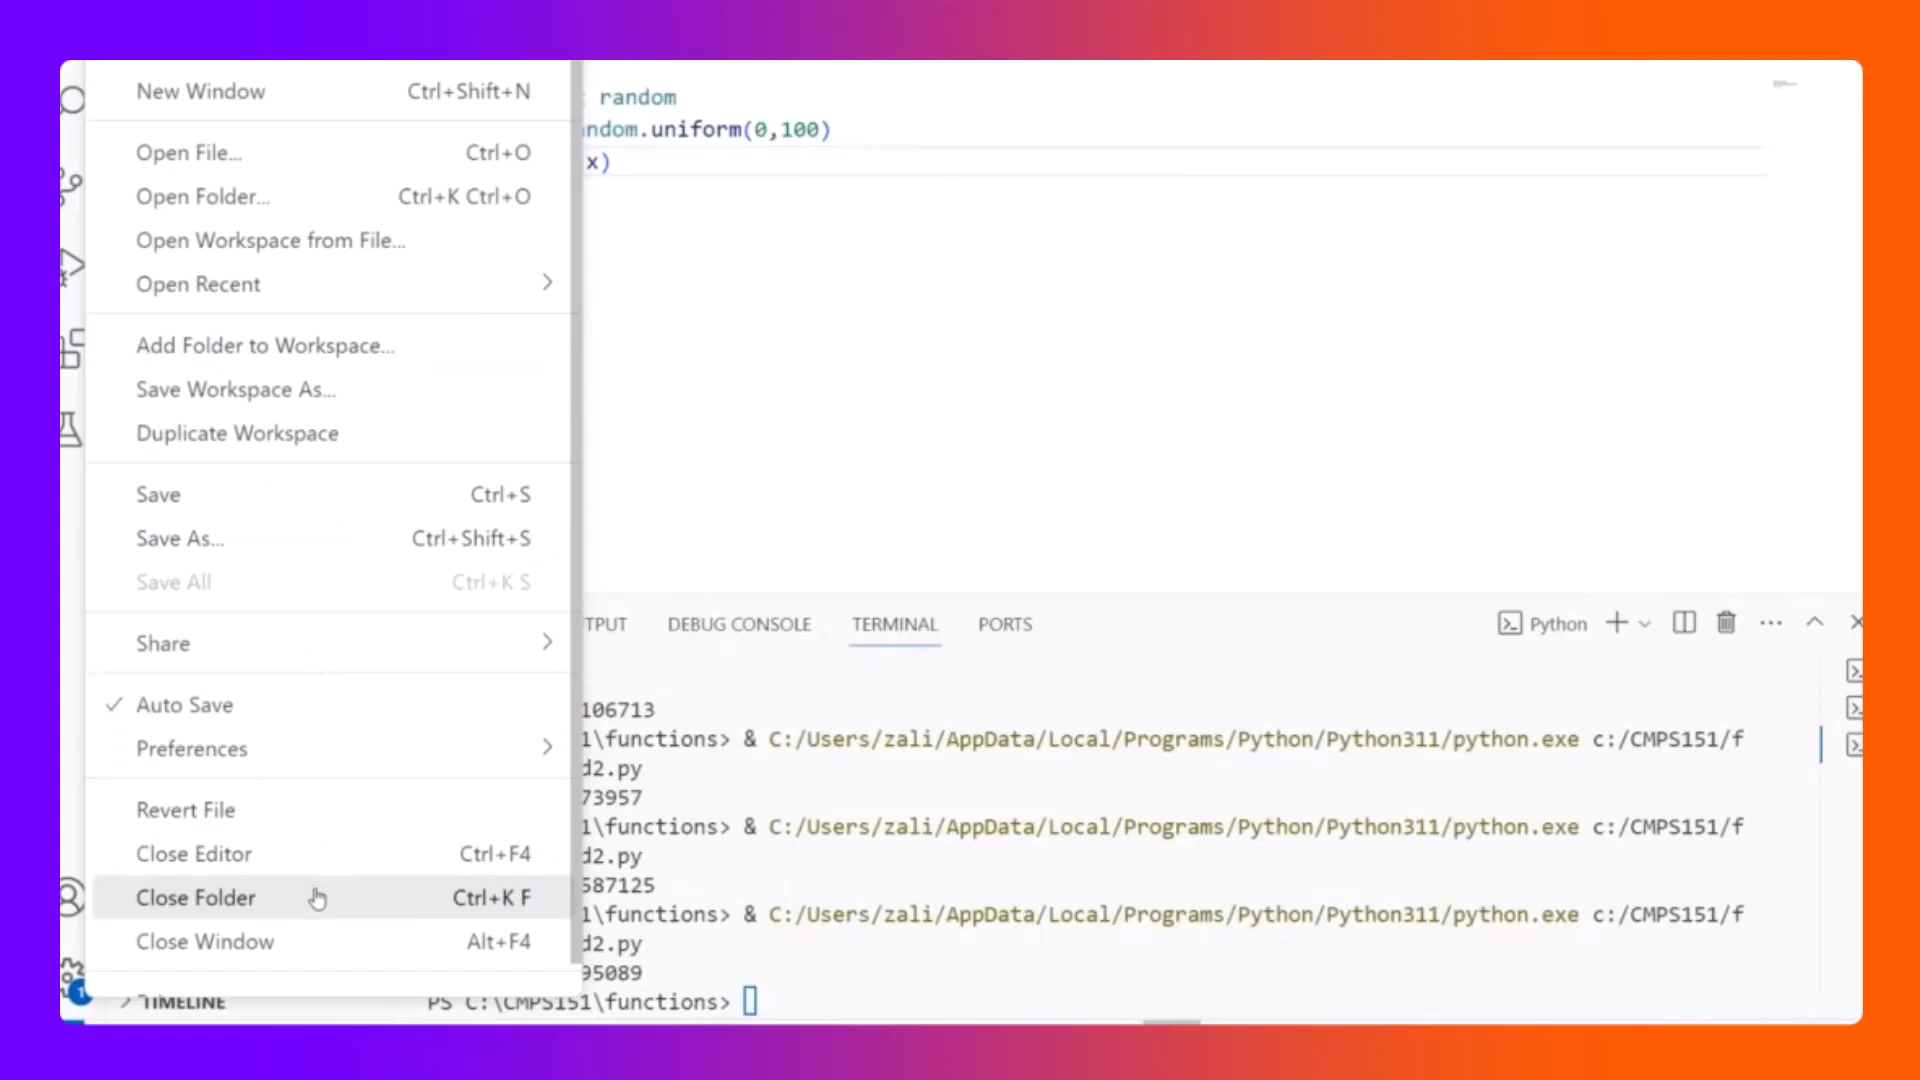 New Window Ctrl+Shift+N
Open File... Ctrl+O
Open Folder... Ctrl+K Ctrl+O
Open Workspace from File...
Open Recent
Add Folder to Workspace...
Save Workspace As...
Duplicate Workspace
Save Ctrl+S
Save As... Ctrl+Shift+S
Save All Ctrl+K S
Share
Auto Save
Preferences
Revert File
Close Editor Ctrl+F4
Close Folder Ctrl+K F
Close Window Alt+F4
1
TIMELINE
random
ndom.uniform(0,100)
x)
TPUT DEBUG CONSOLE TERMINAL PORTS
Python
106713
1\functions> & C:/Users/zali/AppData/Local/Programs/Python/Python311/python.exe c:/CMPS151/f
d2.py
73957
1\functions> & C:/Users/zali/AppData/Local/Programs/Python/Python311/python.exe c:/CMPS151/f
d2.py
587125
1\functions> & C:/Users/zali/AppData/Local/Programs/Python/Python311/python.exe c:/CMPS151/f
d2.py
95089
PS C:\CMPS151\functions>